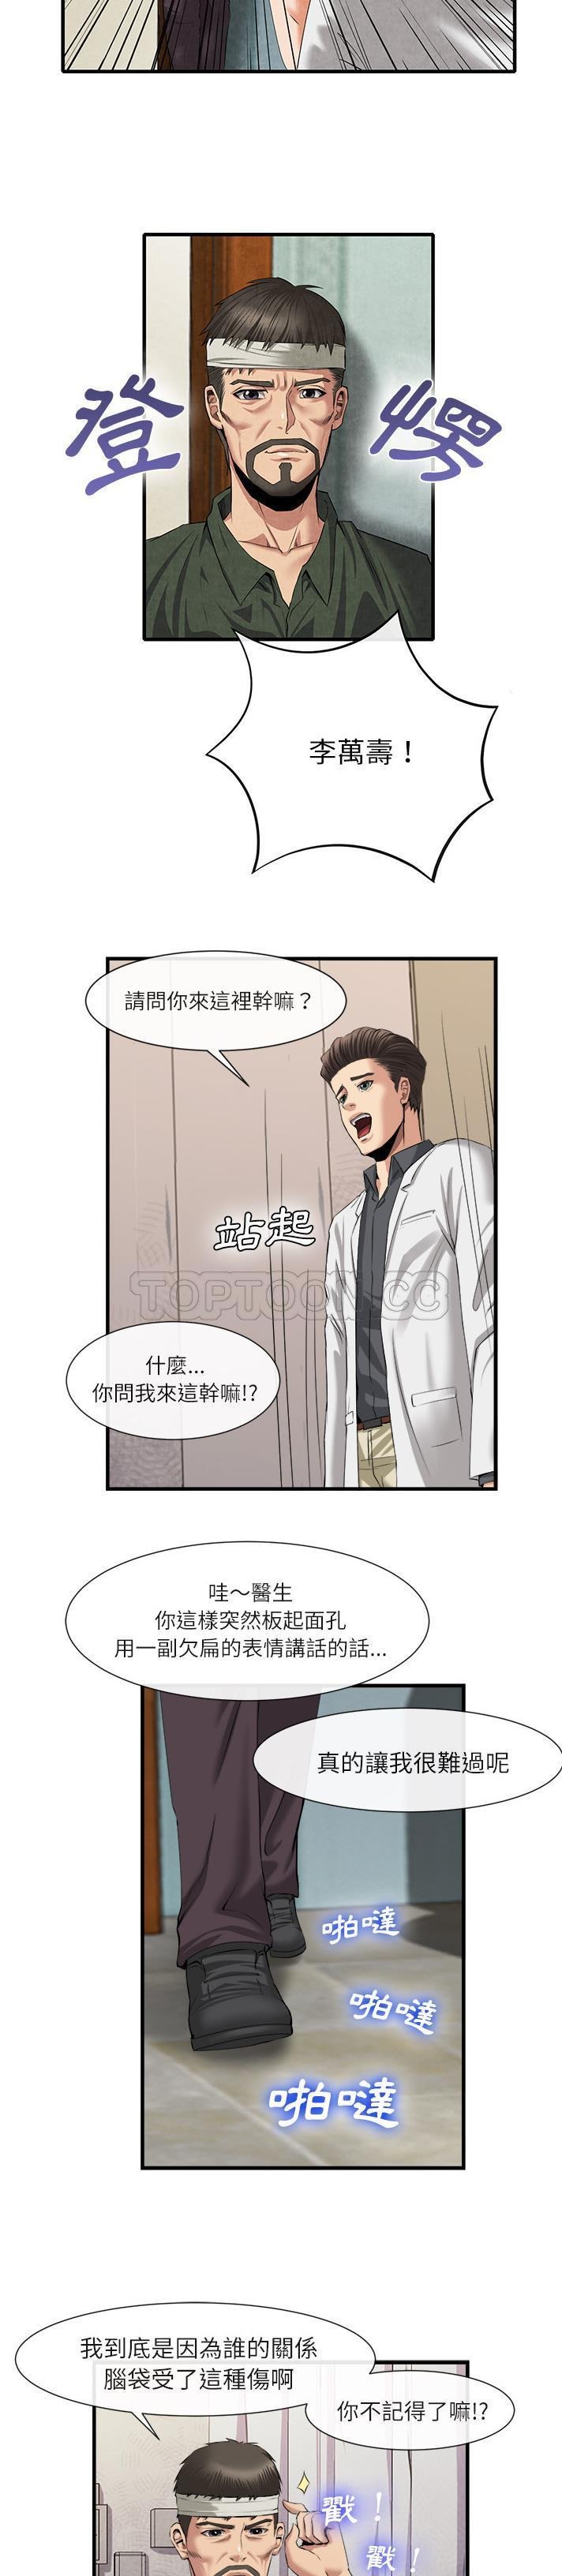 登
愣
李萬壽！
請問你來這裡幹嘛？
站起
TOPTOON.CC
什麼...
你問我來這幹嘛!?
哇～醫生
你這樣突然板起面孔
用一副欠扁的表情講話的話...
真的讓我很難過呢
啪噠
啪噠
啪噠
我到底是因為誰的關係
腦袋受了這種傷啊
你不記得了嘛!?
戳！
戳！